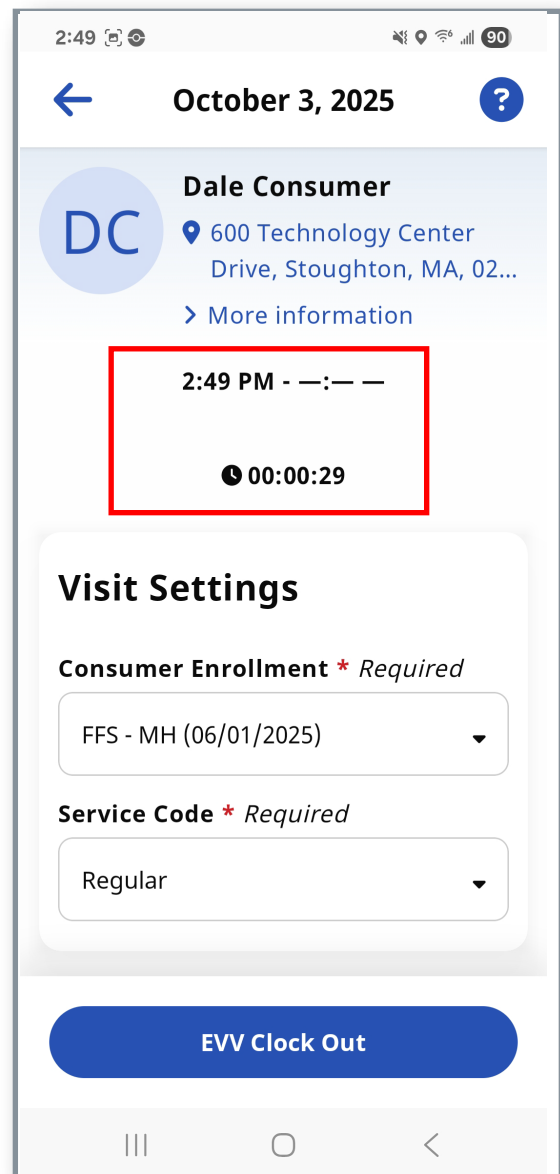 2:49
90
October 3, 2025
?
DC
Dale Consumer
600 Technology Center
Drive, Stoughton, MA, 02...
More information
2:49 PM - —:— —
00:00:29
Visit Settings
Consumer Enrollment * Required
FFS - MH (06/01/2025)
Service Code * Required
Regular
EVV Clock Out